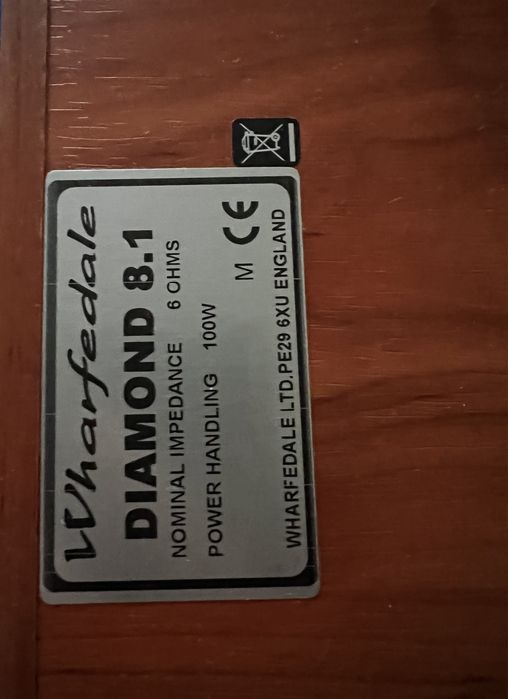 Wharfedale
DIAMOND 8.1
NOMINAL IMPEDANCE 6 OHMS
POWER HANDLING 100W
M CE
WHARFEDALE LTD.PE29 6XU ENGLAND